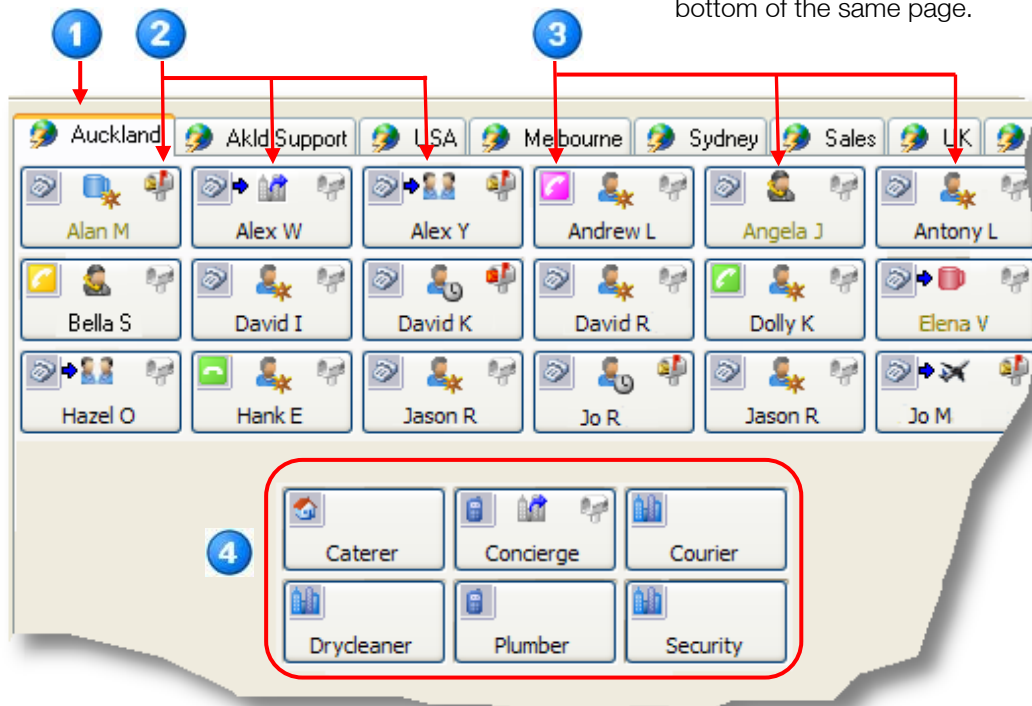 bottom of the same page.
1 2 3
Auckland Akld Support USA Melbourne Sydney Sales UK
Alan M Alex W Alex Y Andrew L Angela J Antony L
Bella S David I David K David R Dolly K Elena V
Hazel O Hank E Jason R Jo R Jason R Jo M
4
Caterer Concierge Courier
Drycleaner Plumber Security